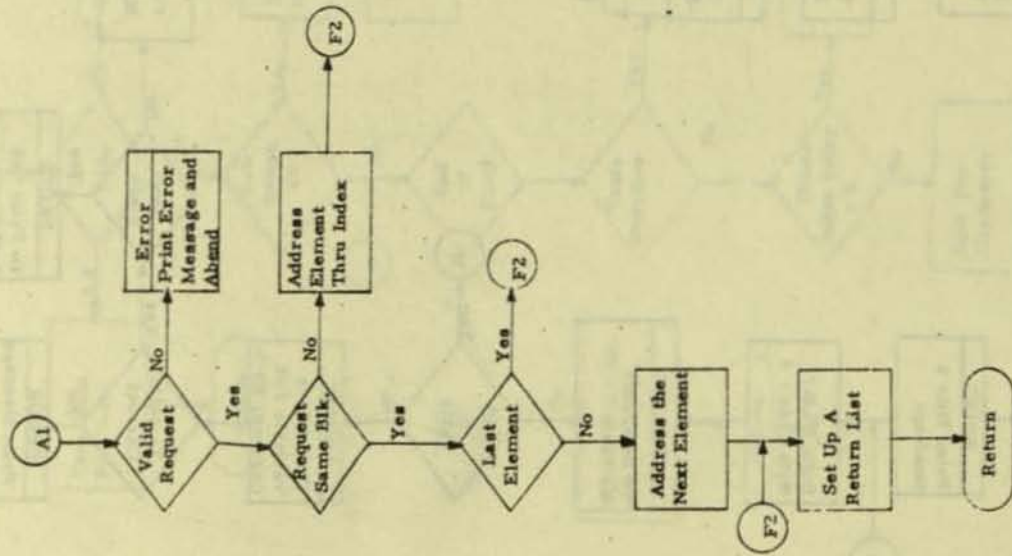 A1
Valid
Request
No
Error
Print Error
Message and
Abend
Yes
Request
Same Blk.
No
Address
Element
Thru Index
F2
Yes
Last
Element
Yes
F2
No
Address the
Next Element
F2
Set Up A
Return List
Return